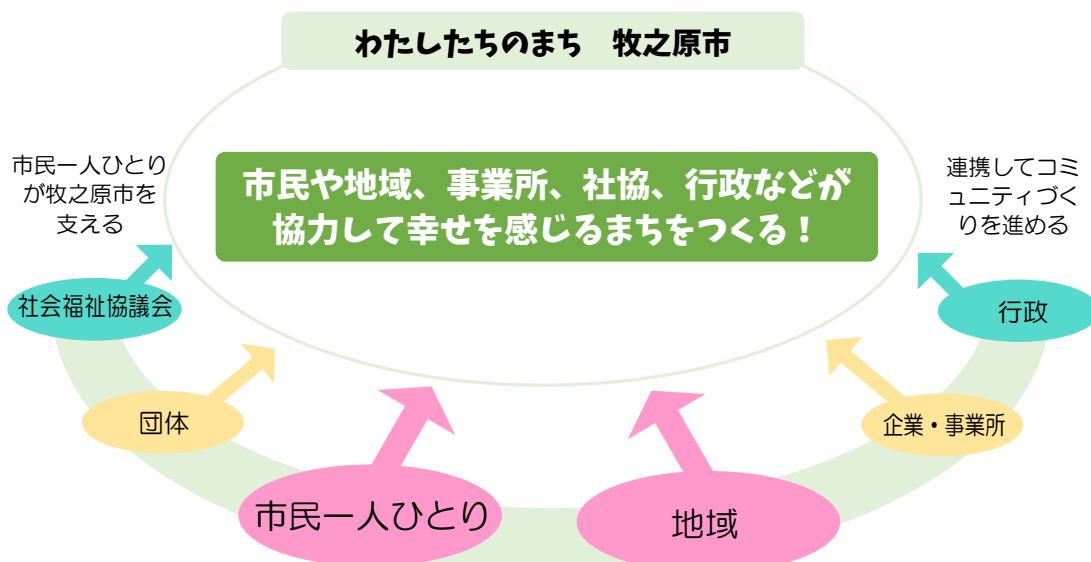 わたしたちのまち　牧之原市
市民や地域、事業所、社協、行政などが
協力して幸せを感じるまちをつくる！
市民一人ひとり
が牧之原市を
支える
連携してコミ
ュニティづく
りを進める
社会福祉協議会
行政
団体
企業・事業所
市民一人ひとり
地域